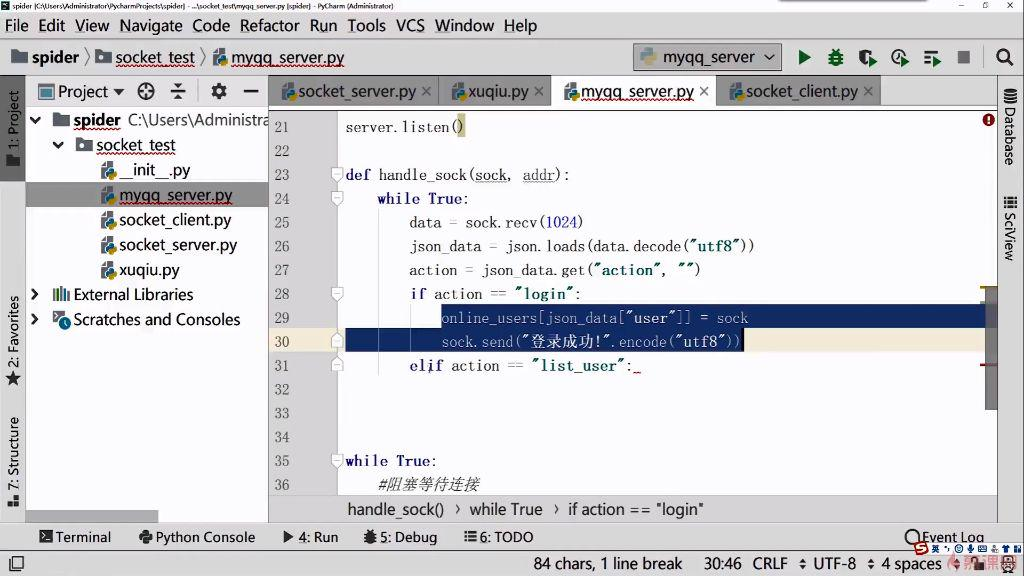 spider [C:\Users\Administrator\PycharmProjects\spider] - ...\socket_test\myqq_server.py [spider] - PyCharm (Administrator)
File Edit View Navigate Code Refactor Run Tools VCS Window Help
spider socket_test myqq_server.py myqq_server
1: Project
Project
socket_server.py xuqiu.py myqq_server.py socket_client.py
spider C:\Users\Administra
socket_test
__init__.py
myqq_server.py
socket_client.py
socket_server.py
xuqiu.py
External Libraries
Scratches and Consoles
21 server.listen()
22
23 def handle_sock(sock, addr):
24 while True:
25 data = sock.recv(1024)
26 json_data = json.loads(data.decode("utf8"))
27 action = json_data.get("action", "")
28 if action == "login":
29 online_users[json_data["user"]] = sock
30 sock.send("登录成功!".encode("utf8"))
31 elif action == "list_user":
32
33
34
35 while True:
36 #阻塞等待连接
handle_sock() › while True › if action == "login"
Database
SciView
2: Favorites
7: Structure
Terminal Python Console 4: Run 5: Debug 6: TODO Event Log
84 chars, 1 line break 30:46 CRLF UTF-8 4 spaces
英